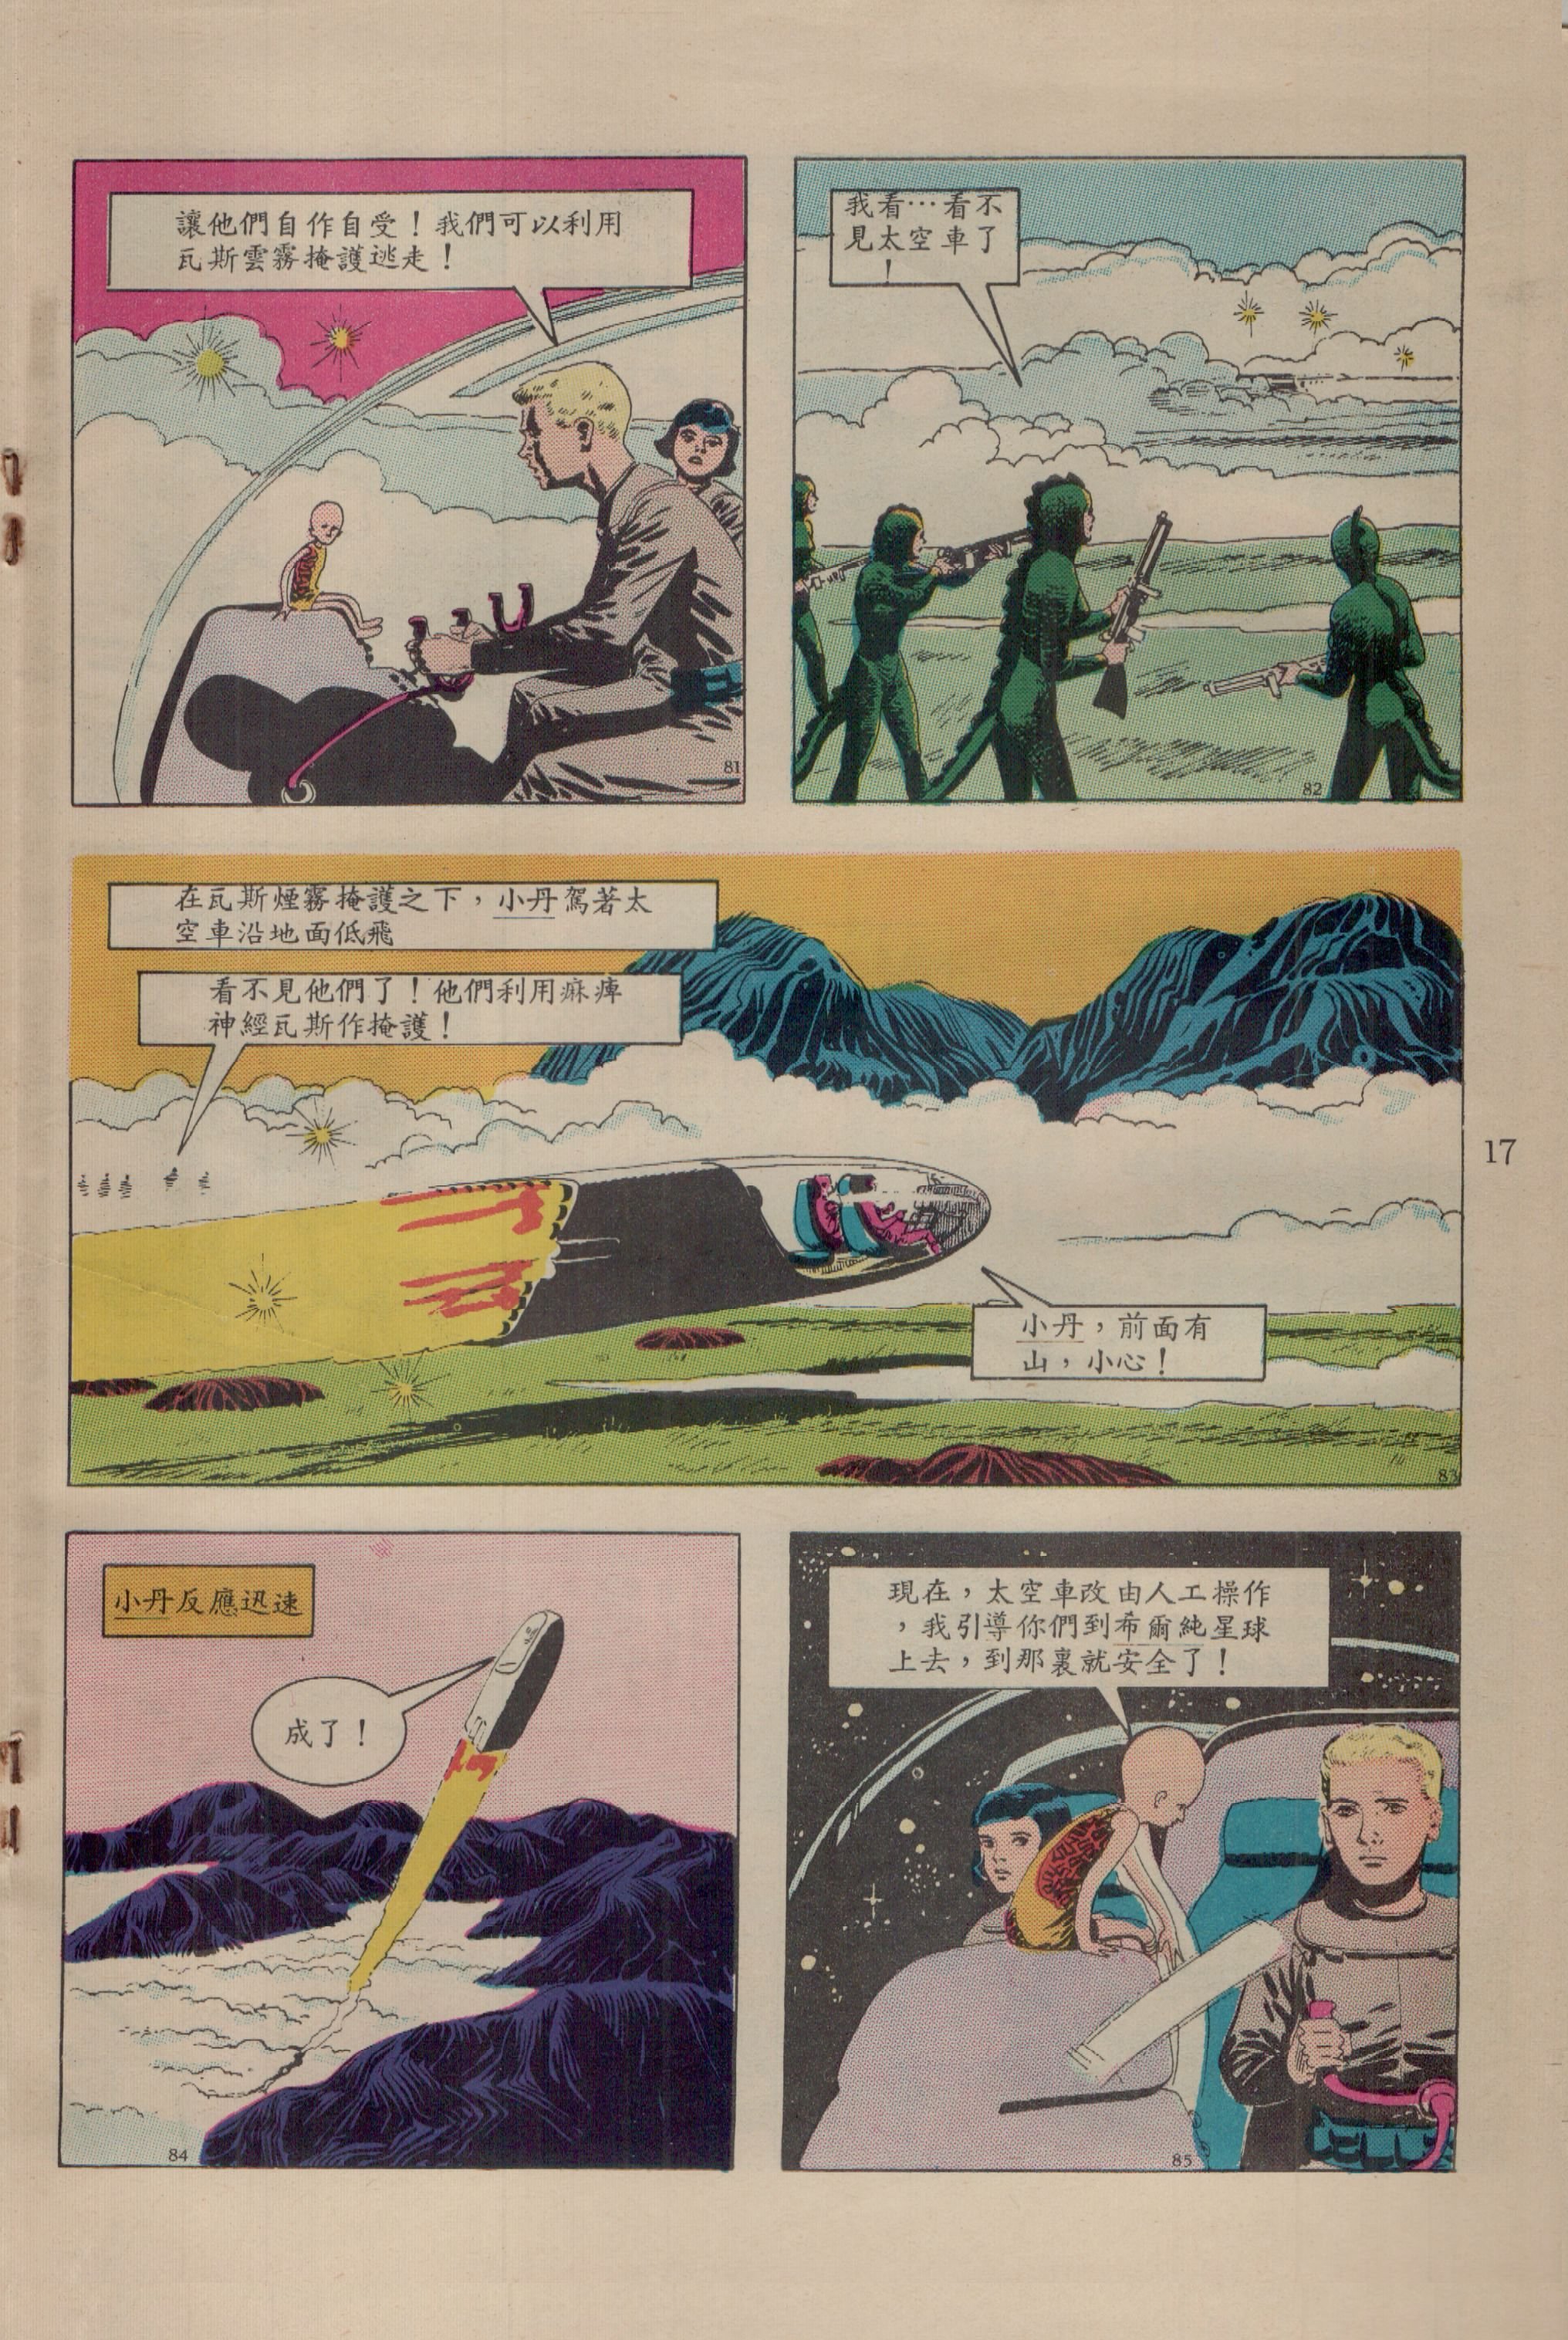 讓他們自作自受！我們可以利用
瓦斯雲霧掩護逃走！
81
我看…看不
見太空車了
！
82
在瓦斯煙霧掩護之下，小丹駕著太
空車沿地面低飛
看不見他們了！他們利用痲痺
神經瓦斯作掩護！
小丹，前面有
山，小心！
83
17
小丹反應迅速
成了！
84
現在，太空車改由人工操作
，我引導你們到希爾純星球
上去，到那裏就安全了！
85